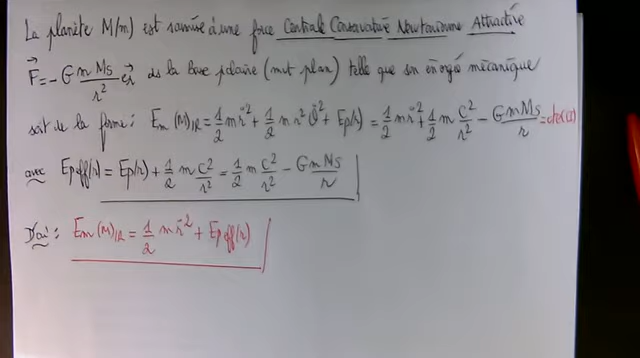 La planète M(m) est soumise à une force Centrale Conservative Newtonienne Attractive
F⃗ = - G m Ms / r² e⃗r ds la base polaire (mvt plan) telle que son énergie mécanique
soit de la forme : Em (M)/R = 1/2 m ṙ² + 1/2 m r² θ̇² + Ep(r) = 1/2 m ṙ² + 1/2 m C²/r² - G m Ms / r = cte
avec Epeff(r) = Ep(r) + 1/2 m C²/r² = 1/2 m C²/r² - G m Ms / r
D'où : Em (M)/R = 1/2 m ṙ² + Epeff(r)